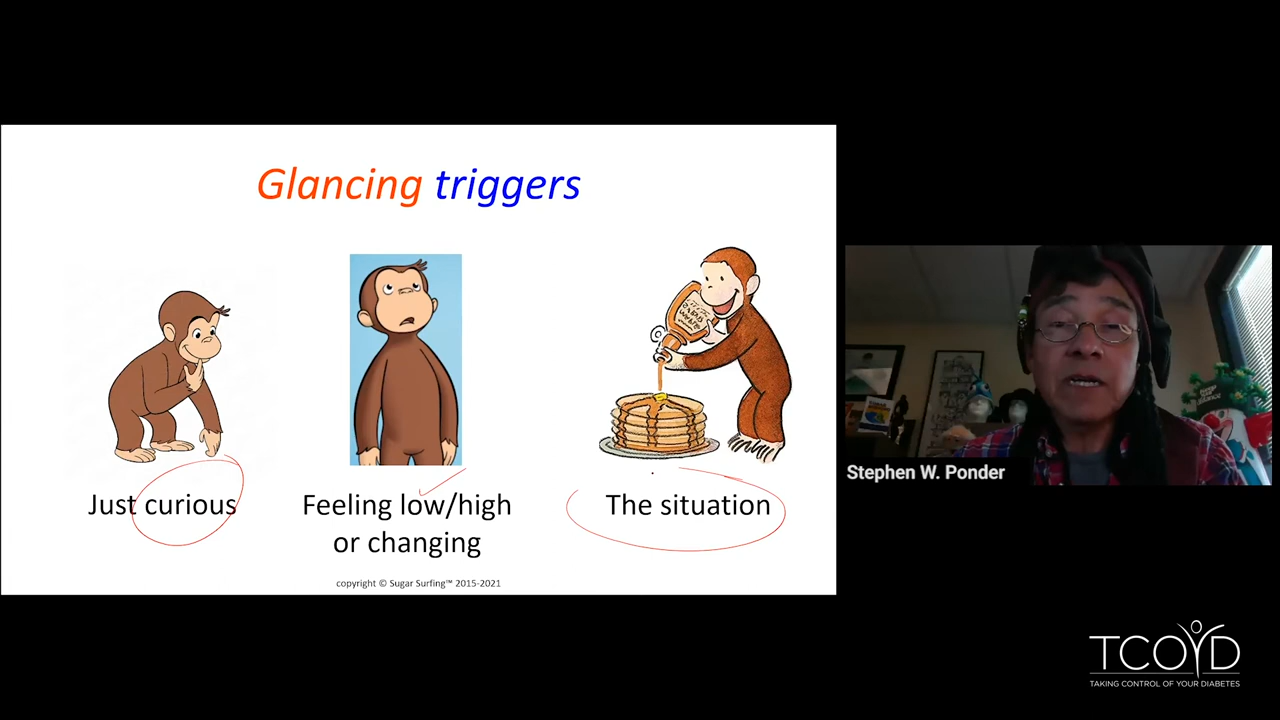 Glancing triggers
Just curious
Feeling low/high
or changing
The situation
copyright © Sugar Surfing™ 2015-2021
Stephen W. Ponder
TCOYD
TAKING CONTROL OF YOUR DIABETES